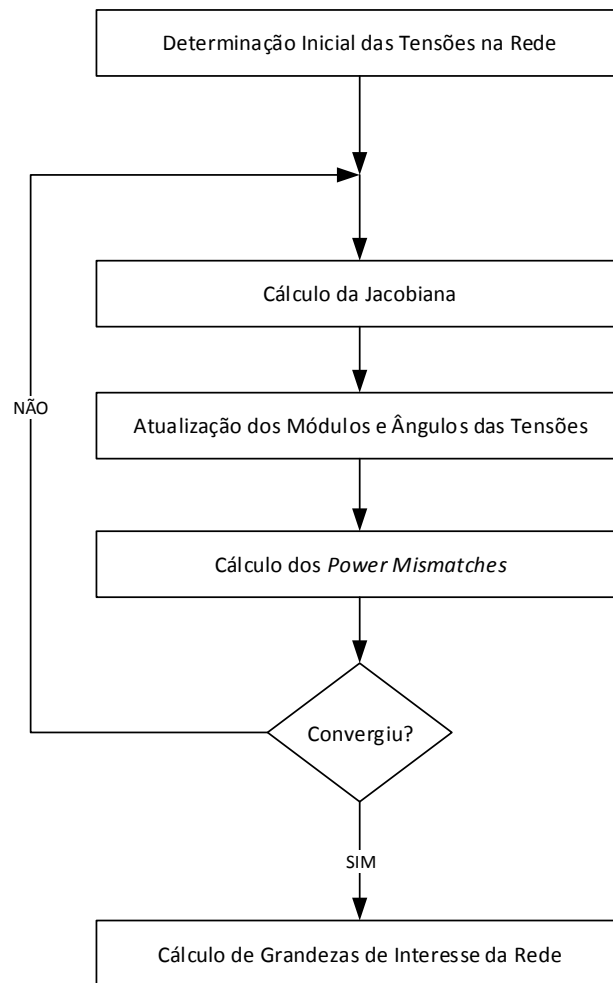 Determinação Inicial das Tensões na Rede
Cálculo da Jacobiana
NÃO
Atualização dos Módulos e Ângulos das Tensões
Cálculo dos Power Mismatches
Convergiu?
SIM
Cálculo de Grandezas de Interesse da Rede